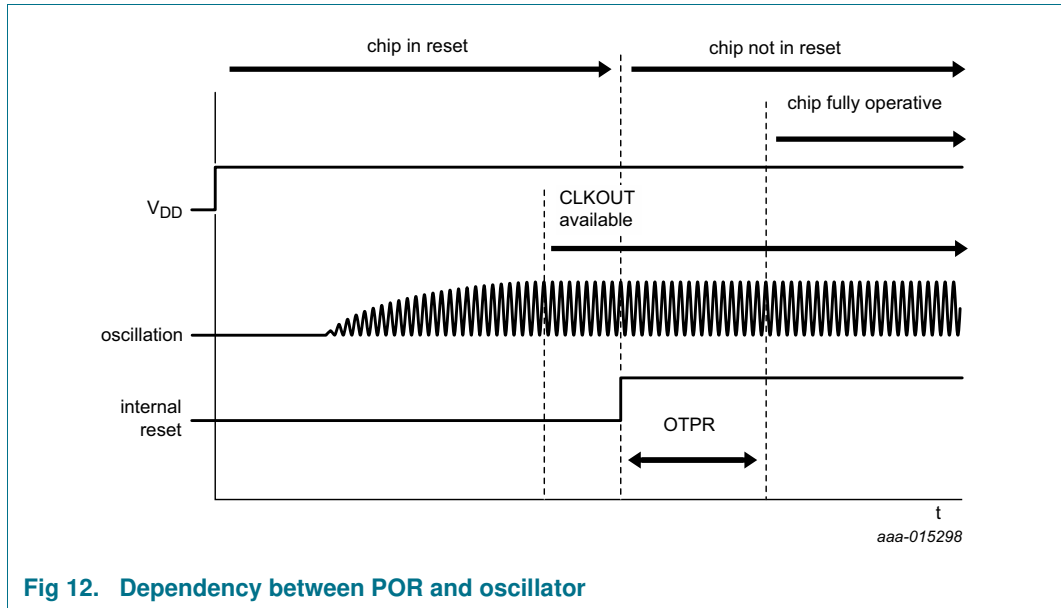 chip in reset
chip not in reset
chip fully operative
VDD
CLKOUT
available
oscillation
internal
reset
OTPR
t
aaa-015298
Fig 12. Dependency between POR and oscillator